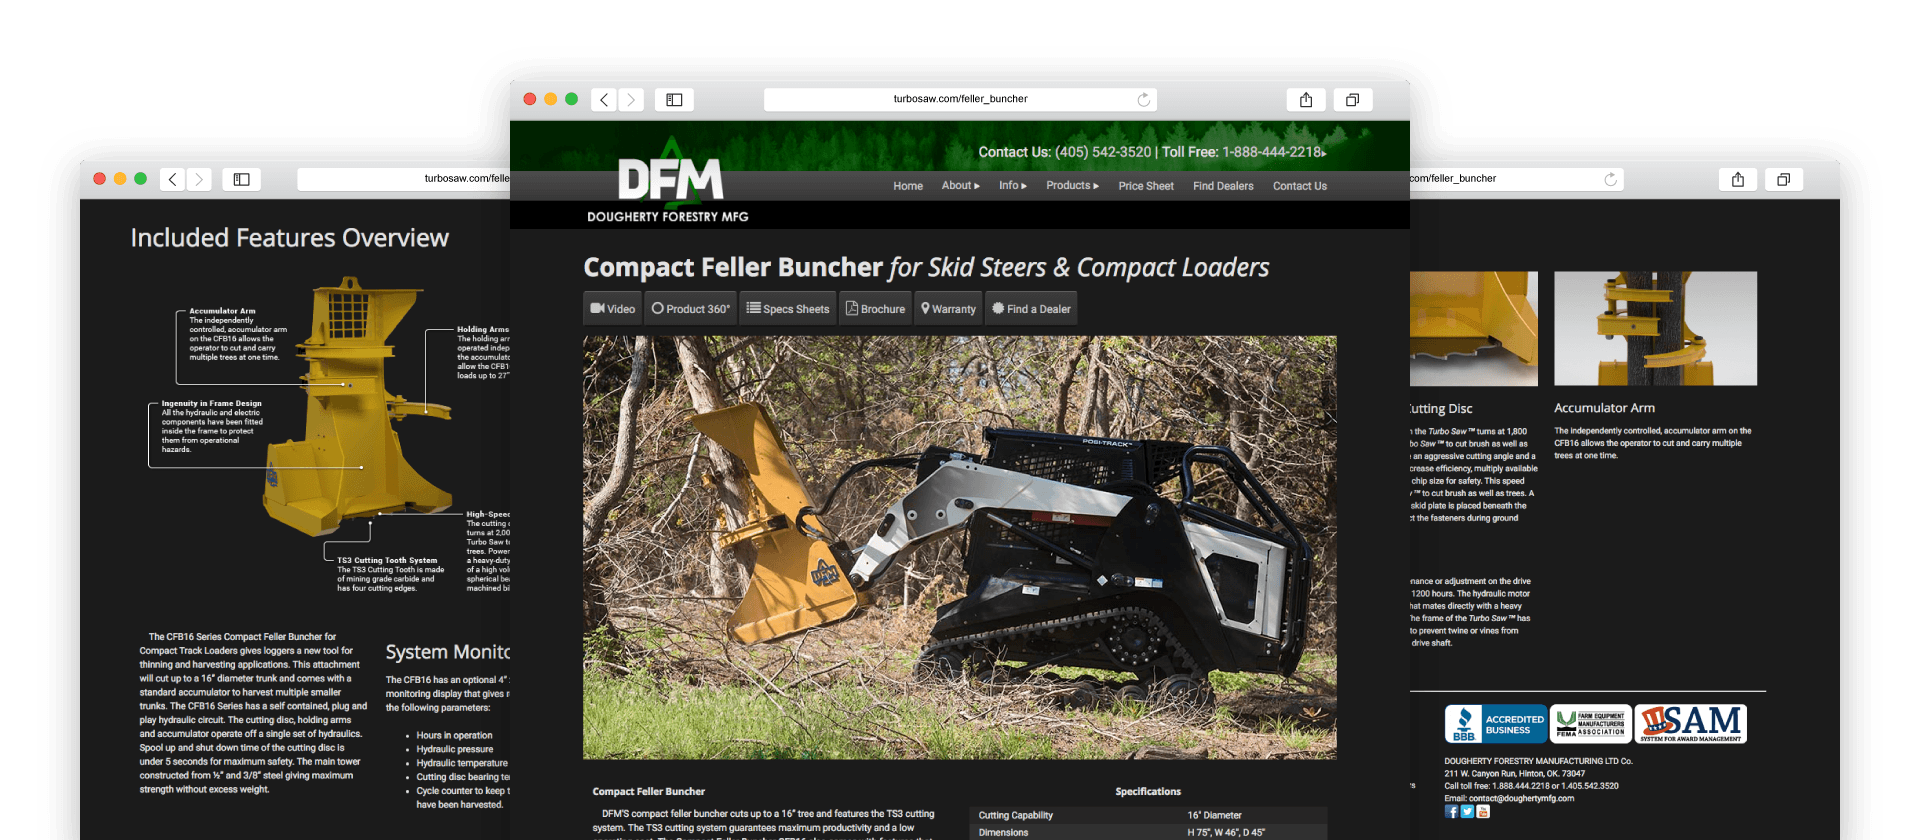 turbosaw.com/feller_buncher
Contact Us: (405) 542-3520 | Toll Free: 1-888-444-2218
DFM
DOUGHERTY FORESTRY MFG
Home About Info Products Price Sheet Find Dealers Contact Us
Compact Feller Buncher for Skid Steers & Compact Loaders
Video Product 360° Specs Sheets Brochure Warranty Find a Dealer
POSI-TRACK
DFM
Compact Feller Buncher
DFM'S compact feller buncher cuts up to a 16" tree and features the TS3 cutting
system. The TS3 cutting system guarantees maximum productivity and a low
Specifications
Cutting Capability 16" Diameter
Dimensions H 75", W 46", D 45"
turbosaw.com/felle
Included Features Overview
Accumulator Arm
The independently
controlled, accumulator arm
on the CFB16 allows the
operator to cut and carry
multiple trees at one time.
Holding Arms
The holding arr
operated indep
the accumulato
allow the CFB1
loads up to 27"
Ingenuity in Frame Design
All the hydraulic and electric
components have been fitted
inside the frame to protect
them from operational
hazards.
High-Speed
The cutting
turns at 2,00
Turbo Saw to
trees. Power
a heavy-duty
of a high vol
spherical bea
machined bi
TS3 Cutting Tooth System
The TS3 Cutting Tooth is made
of mining grade carbide and
has four cutting edges.
The CFB16 Series Compact Feller Buncher for
Compact Track Loaders gives loggers a new tool for
thinning and harvesting applications. This attachment
will cut up to a 16" diameter trunk and comes with a
standard accumulator to harvest multiple smaller
trunks. The CFB16 Series has a self contained, plug and
play hydraulic circuit. The cutting disc, holding arms
and accumulator operate off a single set of hydraulics.
Spool up and shut down time of the cutting disc is
under 5 seconds for maximum safety. The main tower
constructed from ½" and 3/8" steel giving maximum
strength without excess weight.
System Monito
The CFB16 has an optional 4"
monitoring display that gives r
the following parameters:
Hours in operation
Hydraulic pressure
Hydraulic temperature
Cutting disc bearing te
Cycle counter to keep t
have been harvested.
com/feller_buncher
Cutting Disc
n the Turbo Saw ™ turns at 1,800
bo Saw ™ to cut brush as well as
an aggressive cutting angle and a
crease efficiency, multiply available
chip size for safety. This speed
™ to cut brush as well as trees. A
skid plate is placed beneath the
ct the fasteners during ground
Accumulator Arm
The independently controlled, accumulator arm on the
CFB16 allows the operator to cut and carry multiple
trees at one time.
nance or adjustment on the drive
1200 hours. The hydraulic motor
hat mates directly with a heavy
The frame of the Turbo Saw ™ has
to prevent twine or vines from
drive shaft.
BBB ACCREDITED BUSINESS
FEMA FARM EQUIPMENT MANUFACTURERS ASSOCIATION
SAM
SYSTEM FOR AWARD MANAGEMENT
DOUGHERTY FORESTRY MANUFACTURING LTD Co.
211 W. Canyon Run, Hinton, OK. 73047
Call toll free: 1.888.444.2218 or 1.405.542.3520
Email: contact@doughertymfg.com